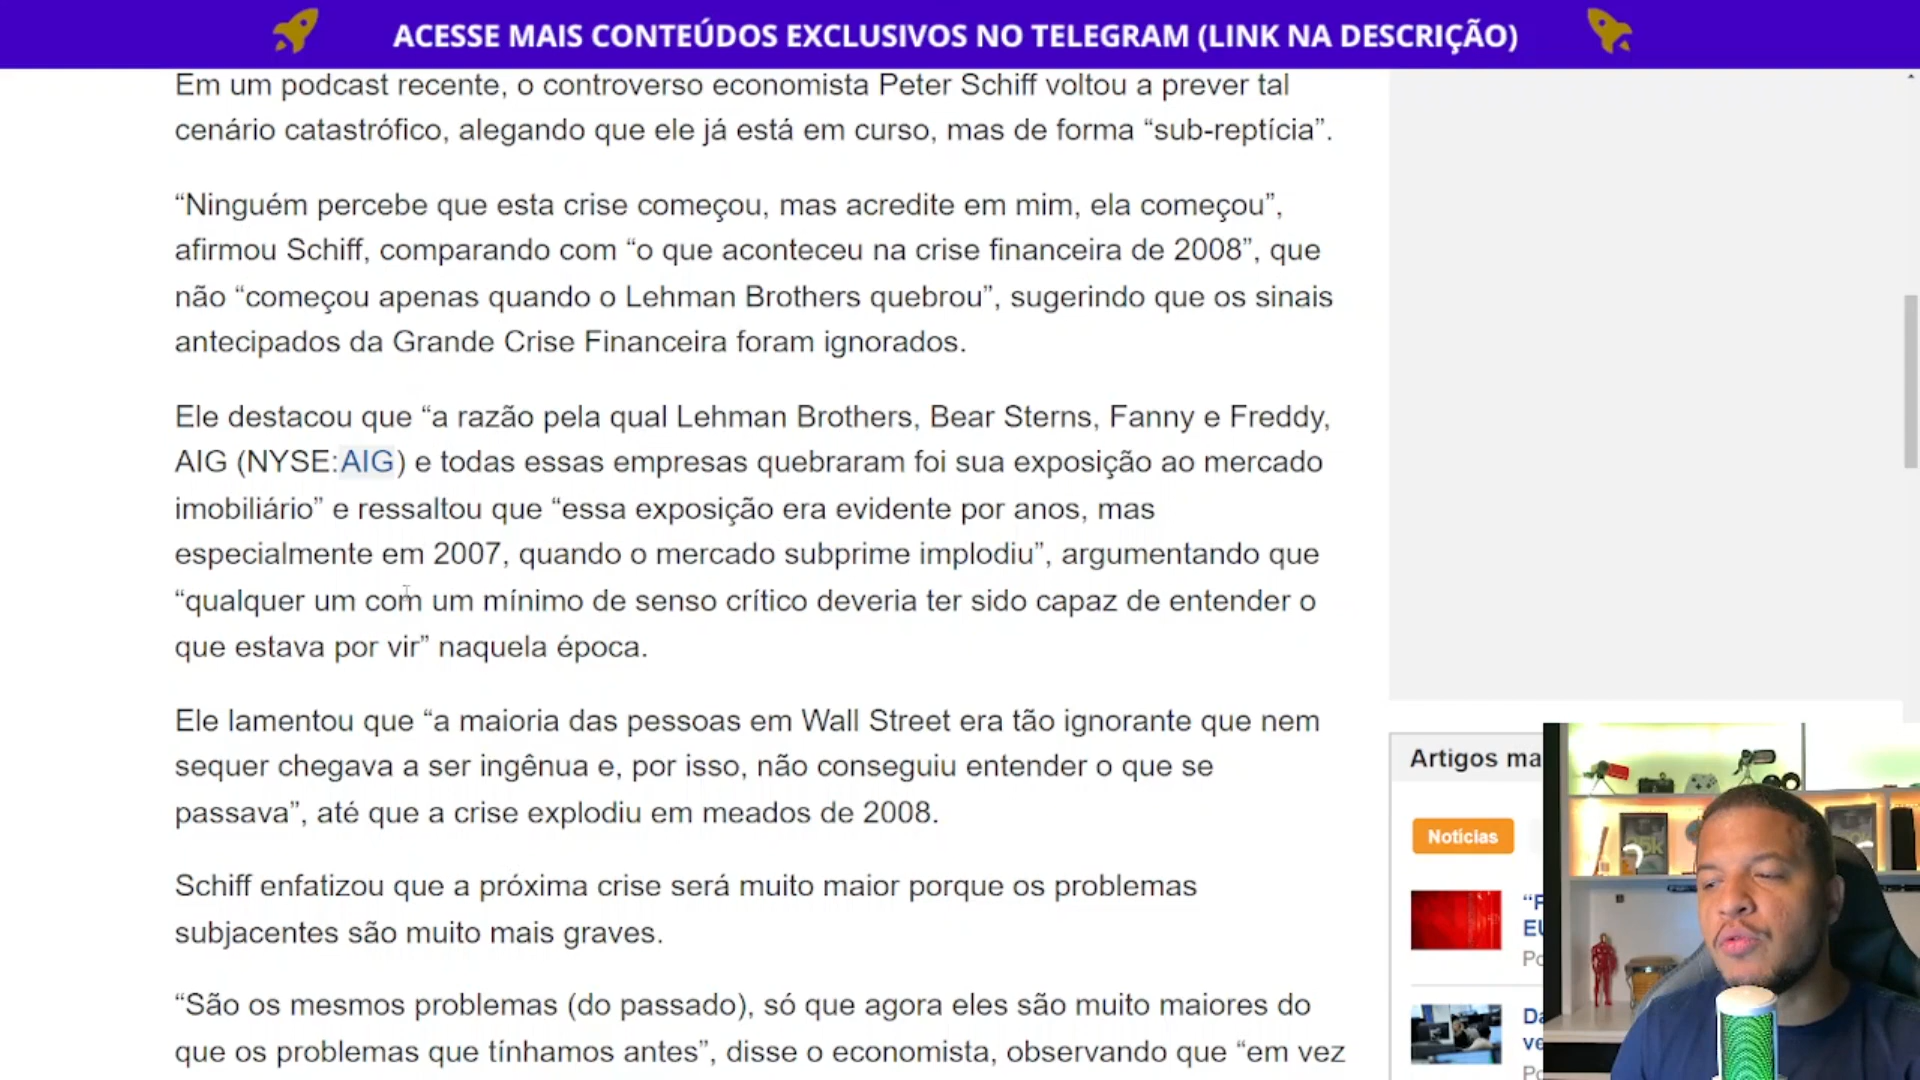 ACESSE MAIS CONTEÚDOS EXCLUSIVOS NO TELEGRAM (LINK NA DESCRIÇÃO)
Em um podcast recente, o controverso economista Peter Schiff voltou a prever tal
cenário catastrófico, alegando que ele já está em curso, mas de forma “sub-reptícia”.
“Ninguém percebe que esta crise começou, mas acredite em mim, ela começou”,
afirmou Schiff, comparando com “o que aconteceu na crise financeira de 2008”, que
não “começou apenas quando o Lehman Brothers quebrou”, sugerindo que os sinais
antecipados da Grande Crise Financeira foram ignorados.
Ele destacou que “a razão pela qual Lehman Brothers, Bear Sterns, Fanny e Freddy,
AIG (NYSE:AIG) e todas essas empresas quebraram foi sua exposição ao mercado
imobiliário” e ressaltou que “essa exposição era evidente por anos, mas
especialmente em 2007, quando o mercado subprime implodiu”, argumentando que
“qualquer um com um mínimo de senso crítico deveria ter sido capaz de entender o
que estava por vir” naquela época.
Ele lamentou que “a maioria das pessoas em Wall Street era tão ignorante que nem
sequer chegava a ser ingênua e, por isso, não conseguiu entender o que se
passava”, até que a crise explodiu em meados de 2008.
Schiff enfatizou que a próxima crise será muito maior porque os problemas
subjacentes são muito mais graves.
“São os mesmos problemas (do passado), só que agora eles são muito maiores do
que os problemas que tínhamos antes”, disse o economista, observando que “em vez
Artigos ma
Notícias